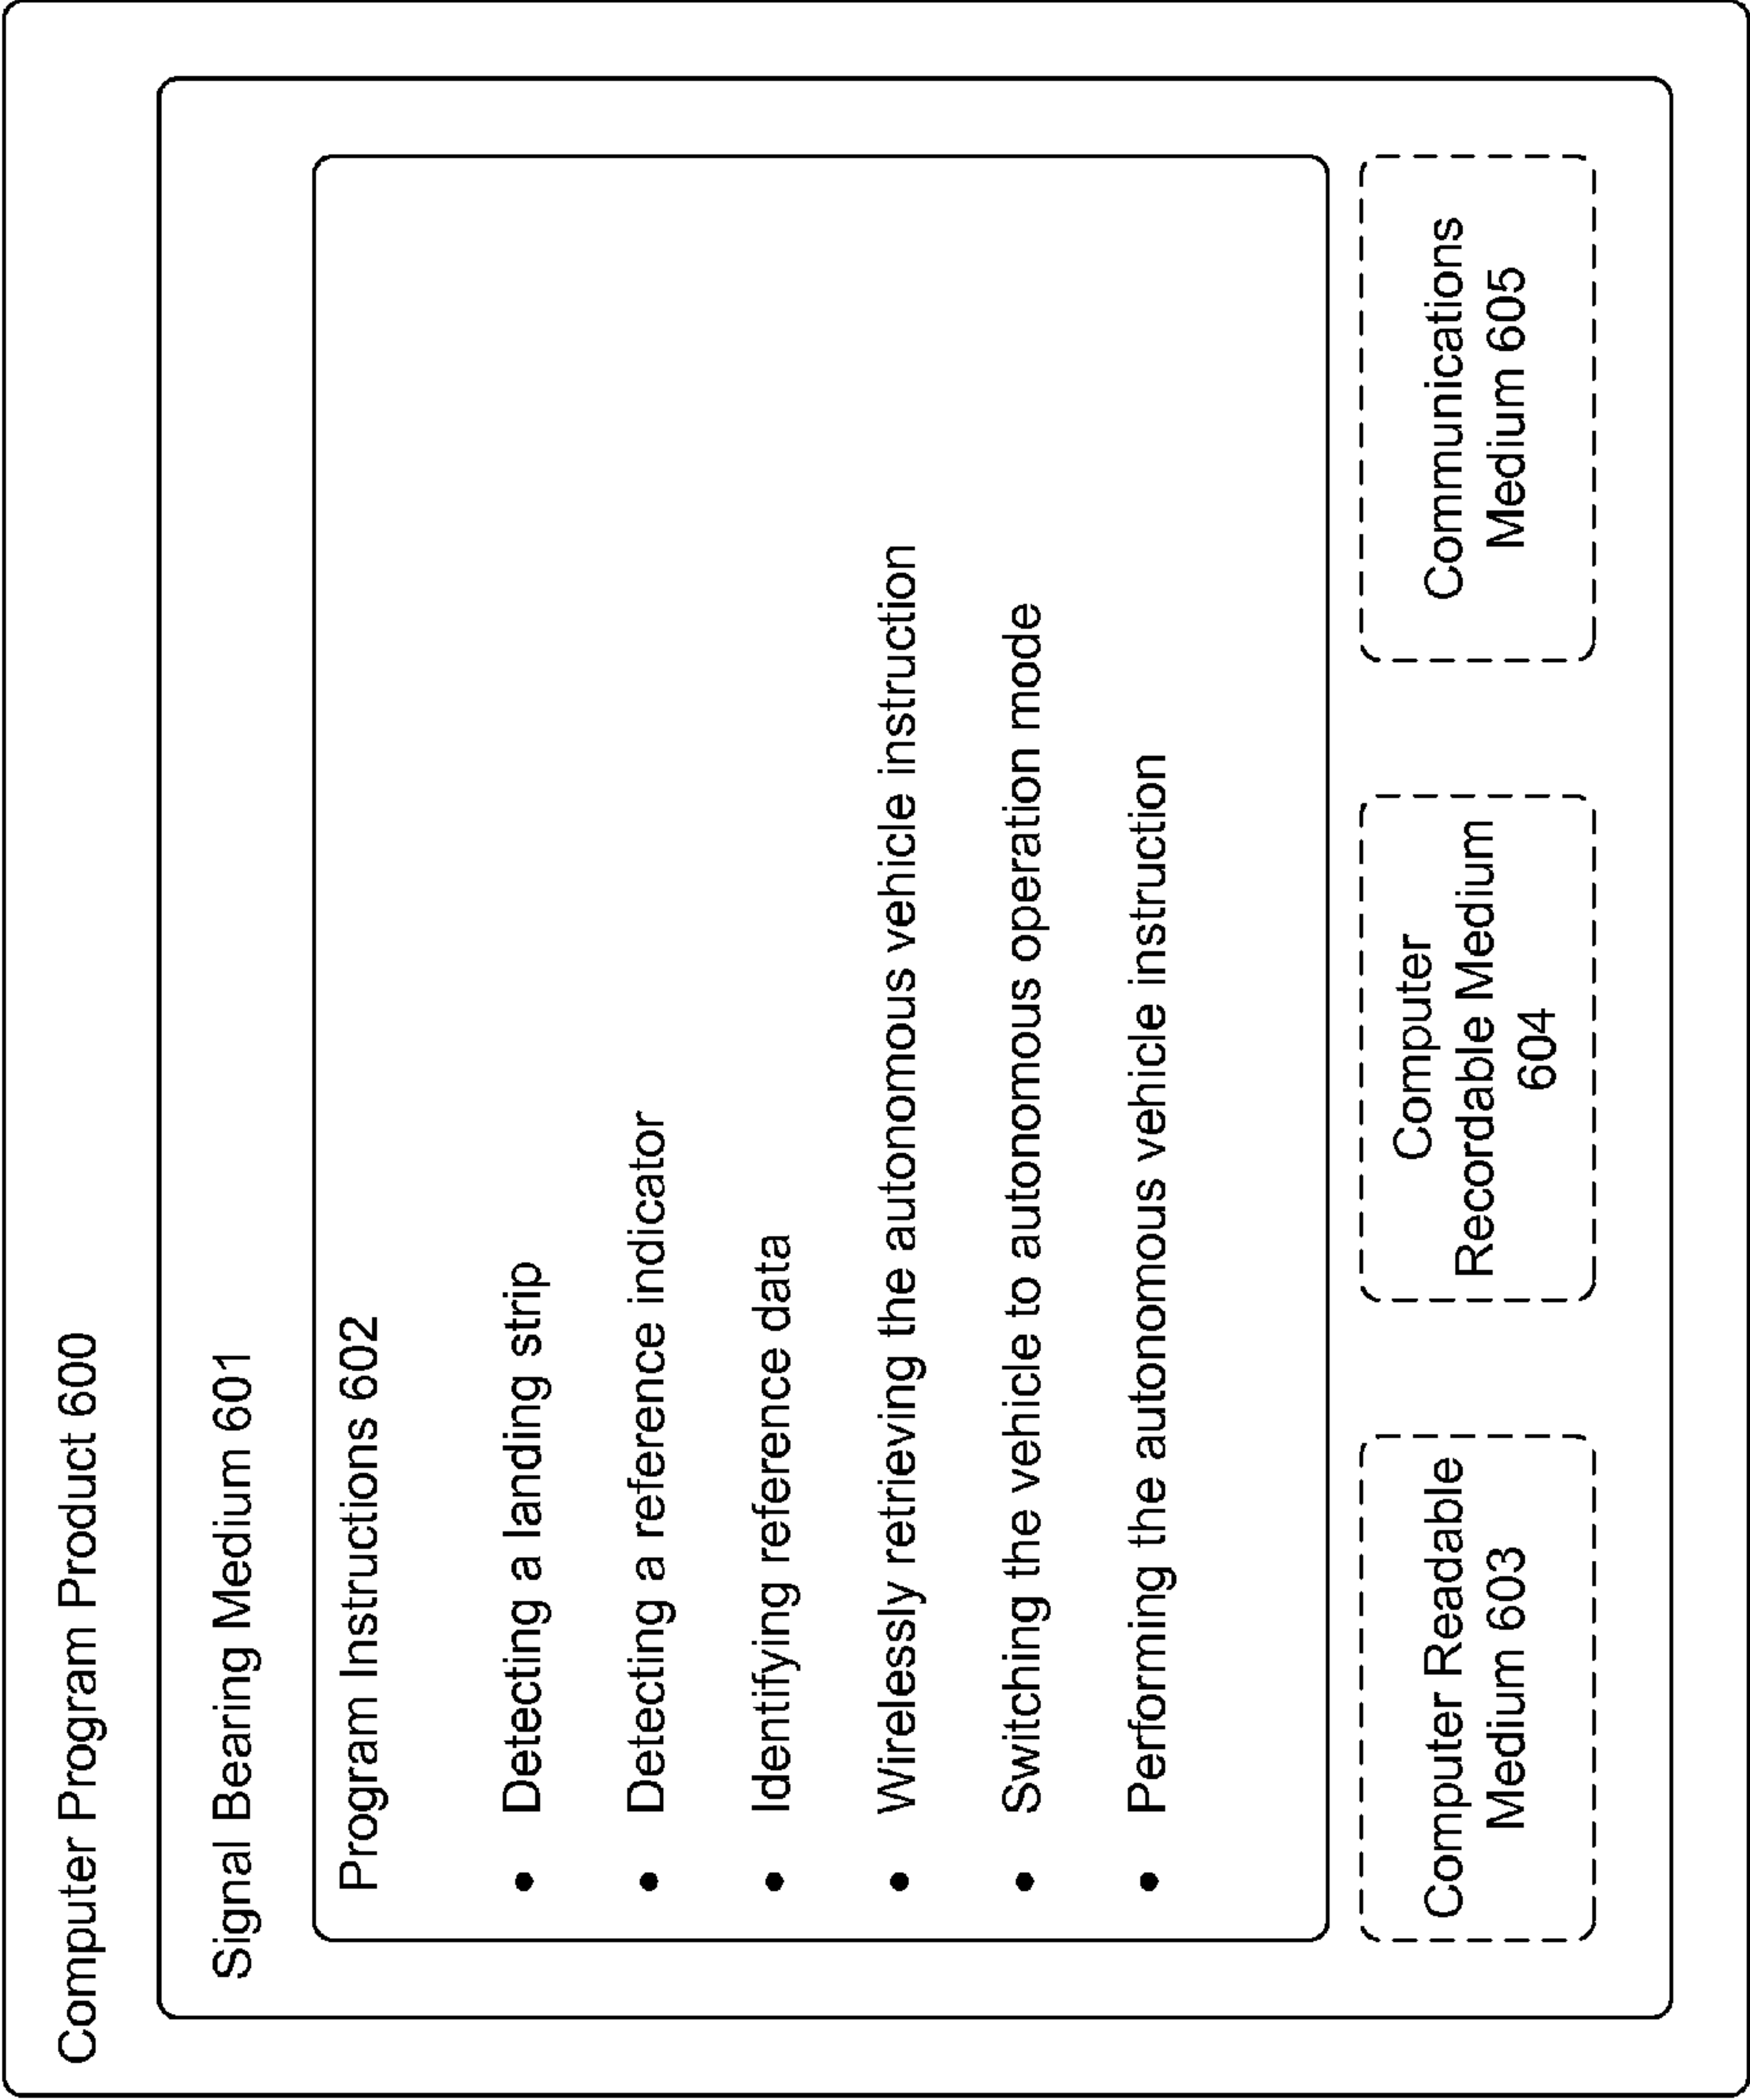 Computer Program Product 600
Signal Bearing Medium 601
Program Instructions 602
• Detecting a landing strip
• Detecting a reference indicator
• Identifying reference data
• Wirelessly retrieving the autonomous vehicle instruction
• Switching the vehicle to autonomous operation mode
• Performing the autonomous vehicle instruction
Computer Readable
Medium 603
Computer
Recordable Medium
604
Communications
Medium 605